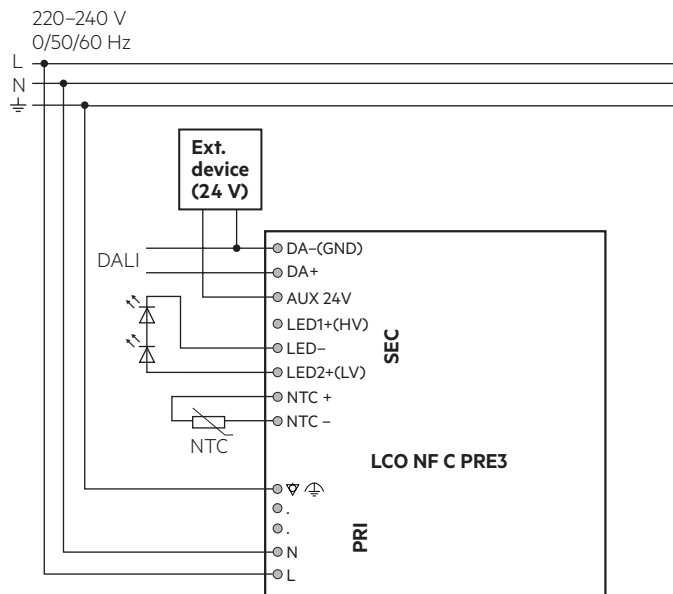 220–240 V
0/50/60 Hz
L
N
Ext.
device
(24 V)
DALI
DA–(GND)
DA+
AUX 24V
LED1+(HV)
LED–
LED2+(LV)
NTC +
NTC –
NTC
SEC
LCO NF C PRE3
.
.
PRI
N
L